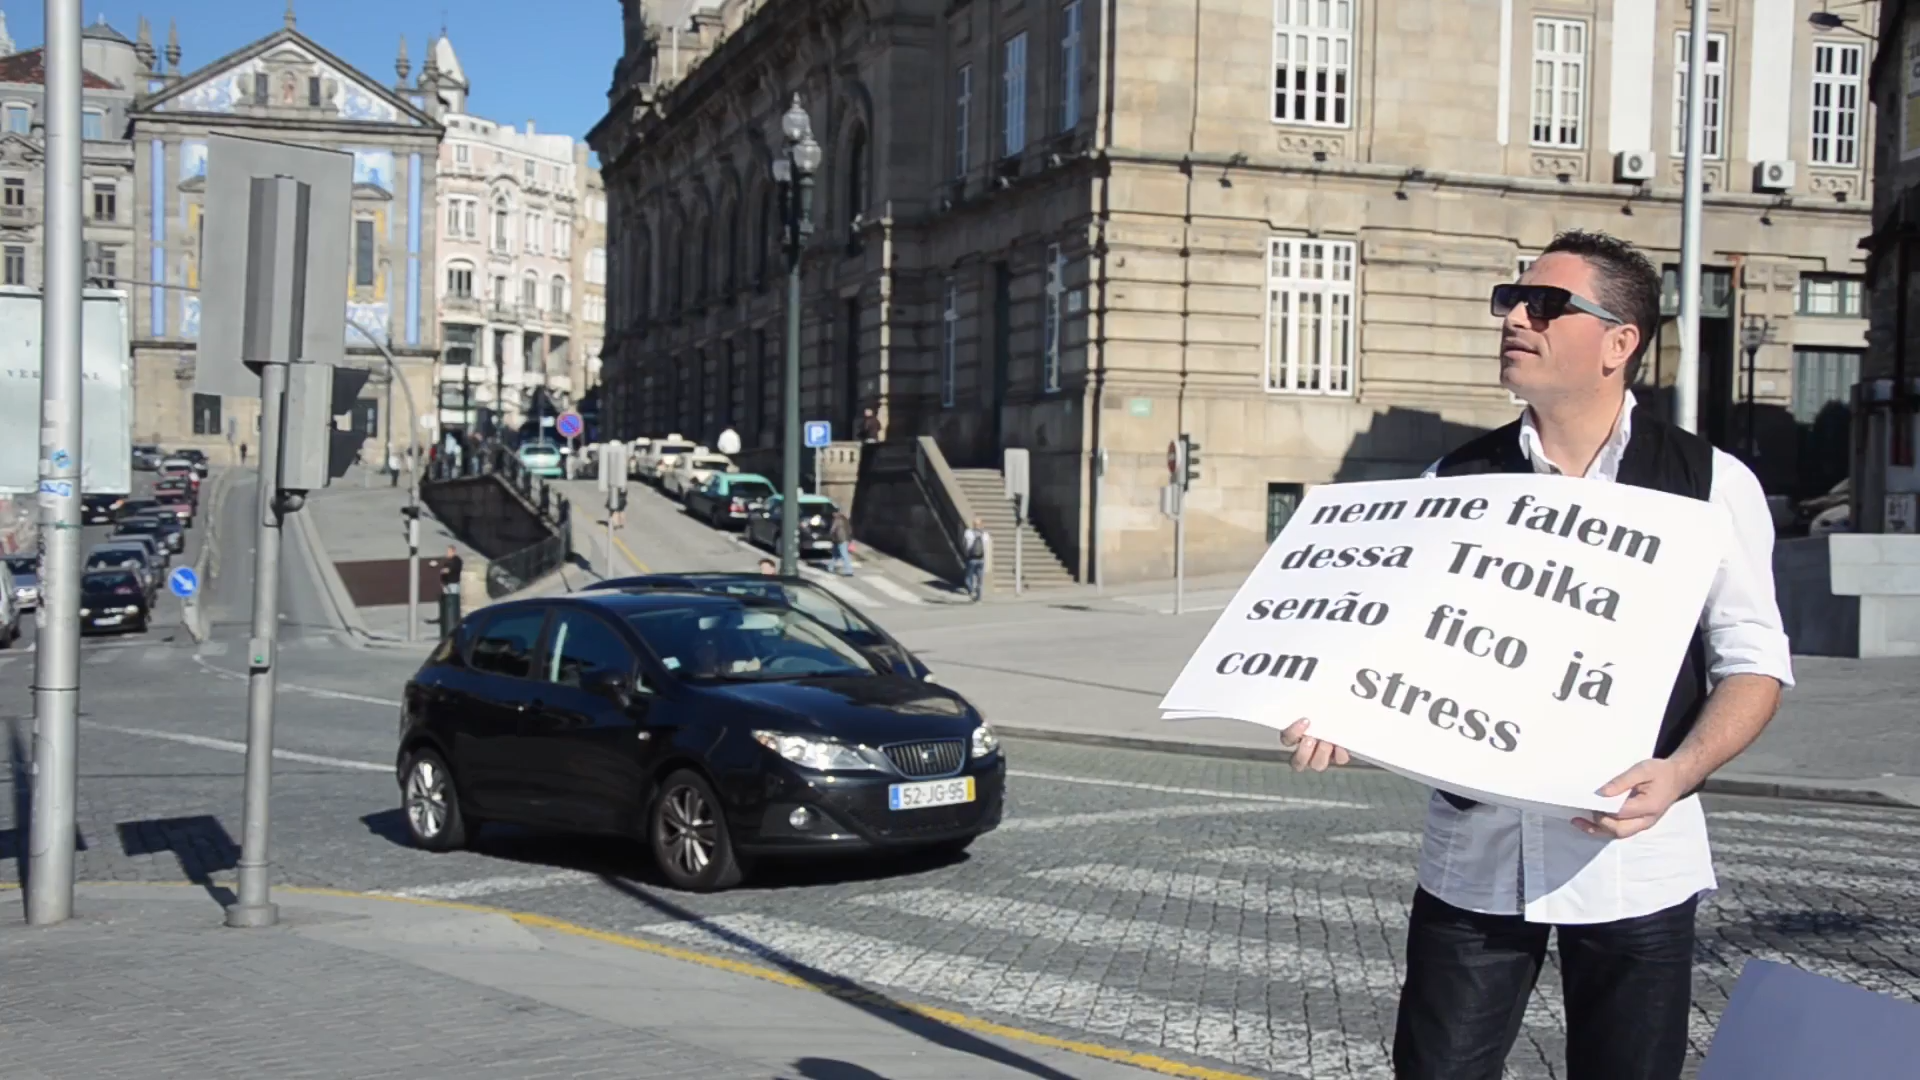 nem me falem
dessa Troika
senão fico já
com stress
52-JG-95
P